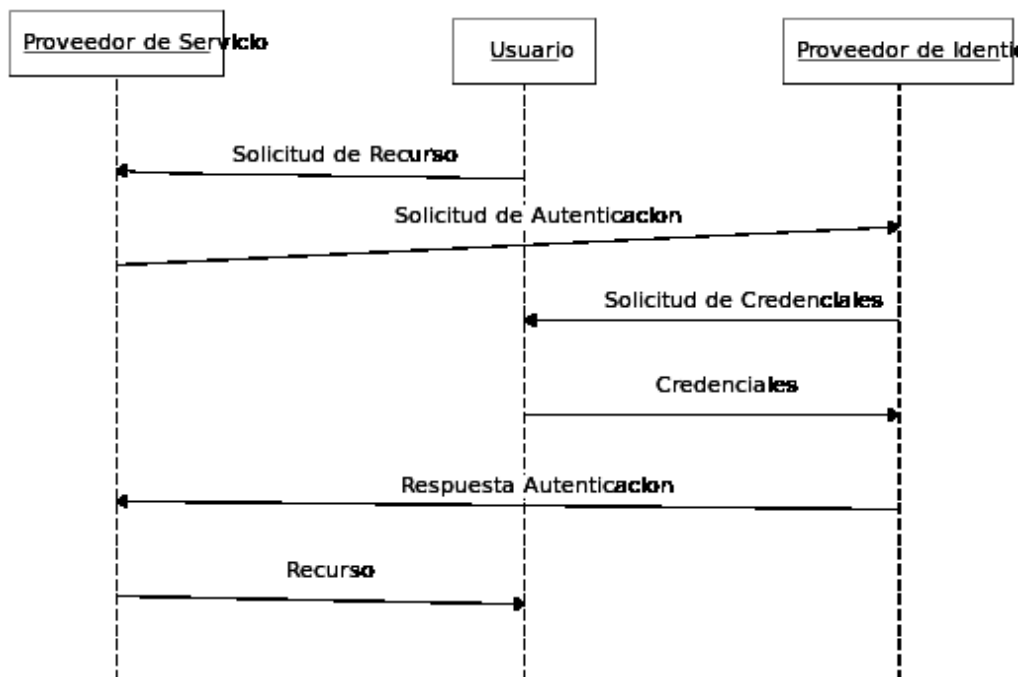 Proveedor de Servicio
Usuario
Proveedor de Identi
Solicitud de Recurso
Solicitud de Autenticacion
Solicitud de Credenciales
Credenciales
Respuesta Autenticacion
Recurso